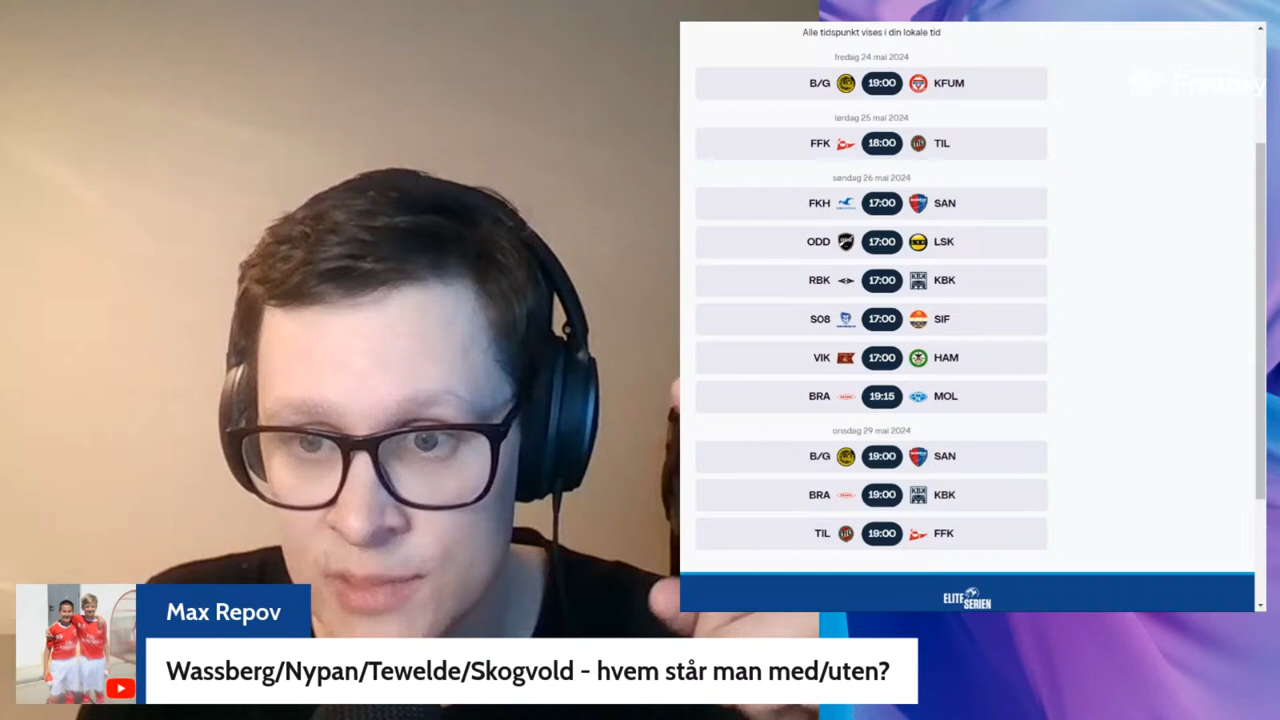 Alle tidspunkt vises i din lokale tid
fredag 24 mai 2024
B/G 19:00 KFUM
lørdag 25 mai 2024
FFK 18:00 TIL
søndag 26 mai 2024
FKH 17:00 SAN
ODD 17:00 LSK
RBK 17:00 KBK
S08 17:00 SIF
VIK 17:00 HAM
BRA 19:15 MOL
onsdag 29 mai 2024
B/G 19:00 SAN
BRA 19:00 KBK
TIL 19:00 FFK
ELITE
SERIEN
Max Repov
Wassberg/Nypan/Tewelde/Skogvold - hvem står man med/uten?